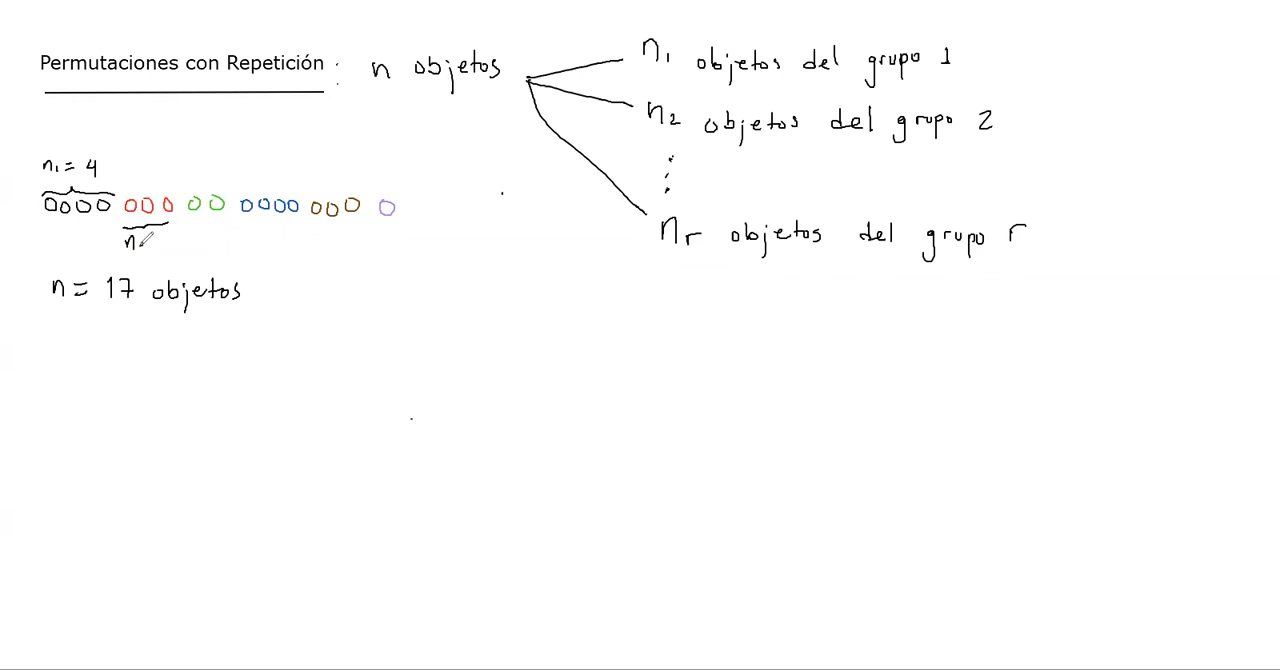 Permutaciones con Repetición : n objetos
n₁ objetos del grupo 1
n₂ objetos del grupo 2
nᵣ objetos del grupo r
n₁ = 4
n
n = 17 objetos